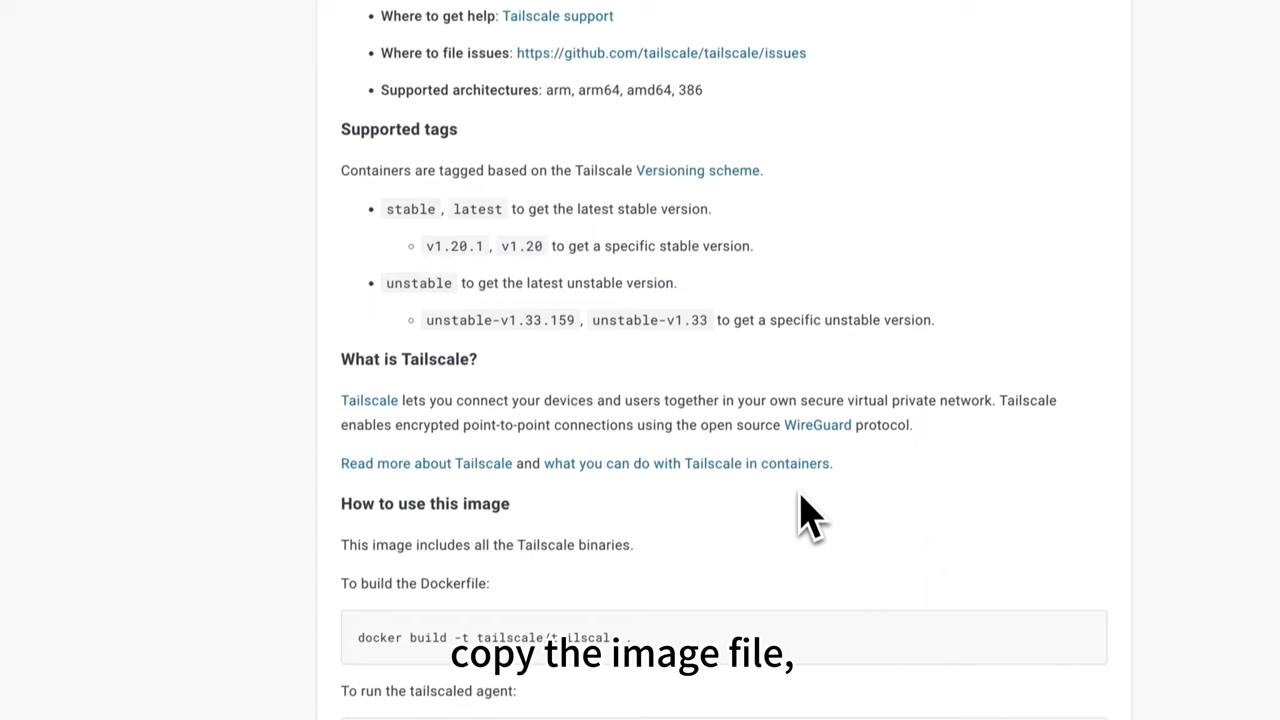 • Where to get help: Tailscale support
• Where to file issues: https://github.com/tailscale/tailscale/issues
• Supported architectures: arm, arm64, amd64, 386
Supported tags
Containers are tagged based on the Tailscale Versioning scheme.
• stable, latest to get the latest stable version.
◦ v1.20.1, v1.20 to get a specific stable version.
• unstable to get the latest unstable version.
◦ unstable-v1.33.159, unstable-v1.33 to get a specific unstable version.
What is Tailscale?
Tailscale lets you connect your devices and users together in your own secure virtual private network. Tailscale
enables encrypted point-to-point connections using the open source WireGuard protocol.
Read more about Tailscale and what you can do with Tailscale in containers.
How to use this image
This image includes all the Tailscale binaries.
To build the Dockerfile:
docker build -t
copy the image file,
To run the tailscaled agent: